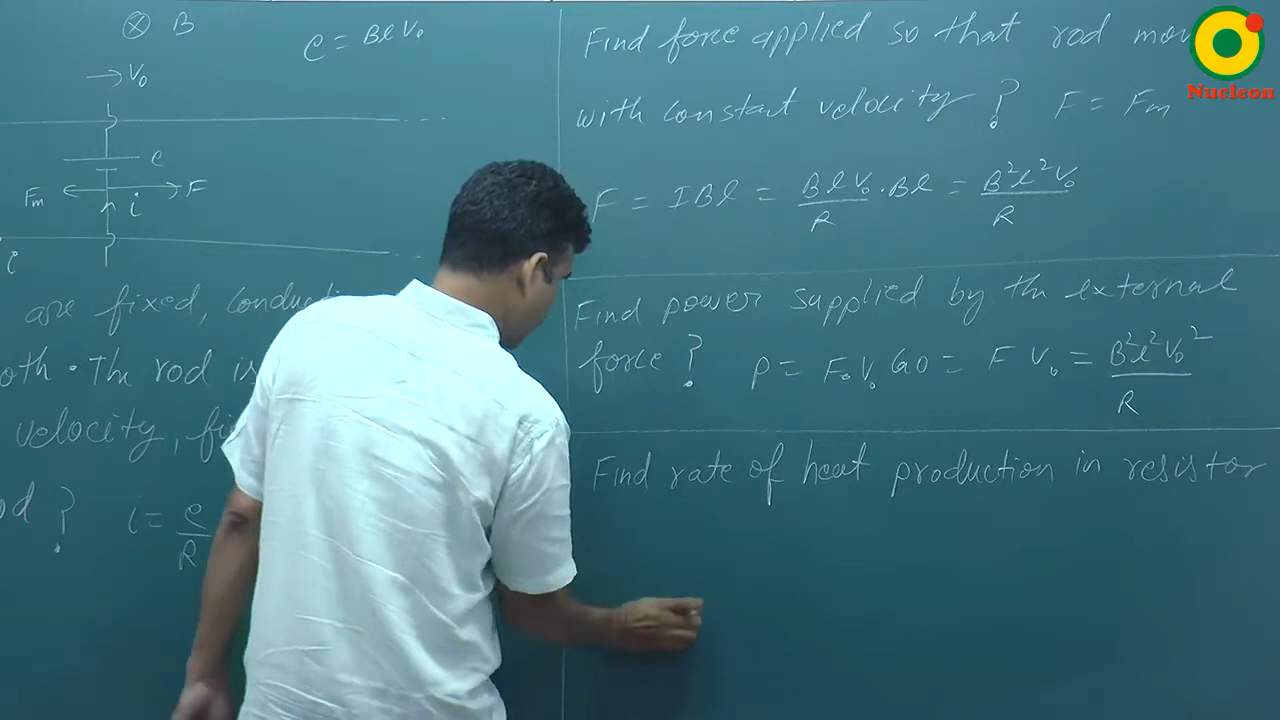 ⊗ B
e = Blv₀
→ V₀
e
Fm
F
i
i
are fixed, conducti
oth. The rod is
velocity, fi
od ?
i = e/R
Find force applied so that rod mov
with constant velocity ? F = Fm
F = IBl = BlV₀/R · Bl = B²l²V₀/R
Find power supplied by the external
force ? P = F₀V₀ Cos0 = F V₀ = B²l²V₀²/R
Find rate of heat production in resistor
Nucleon